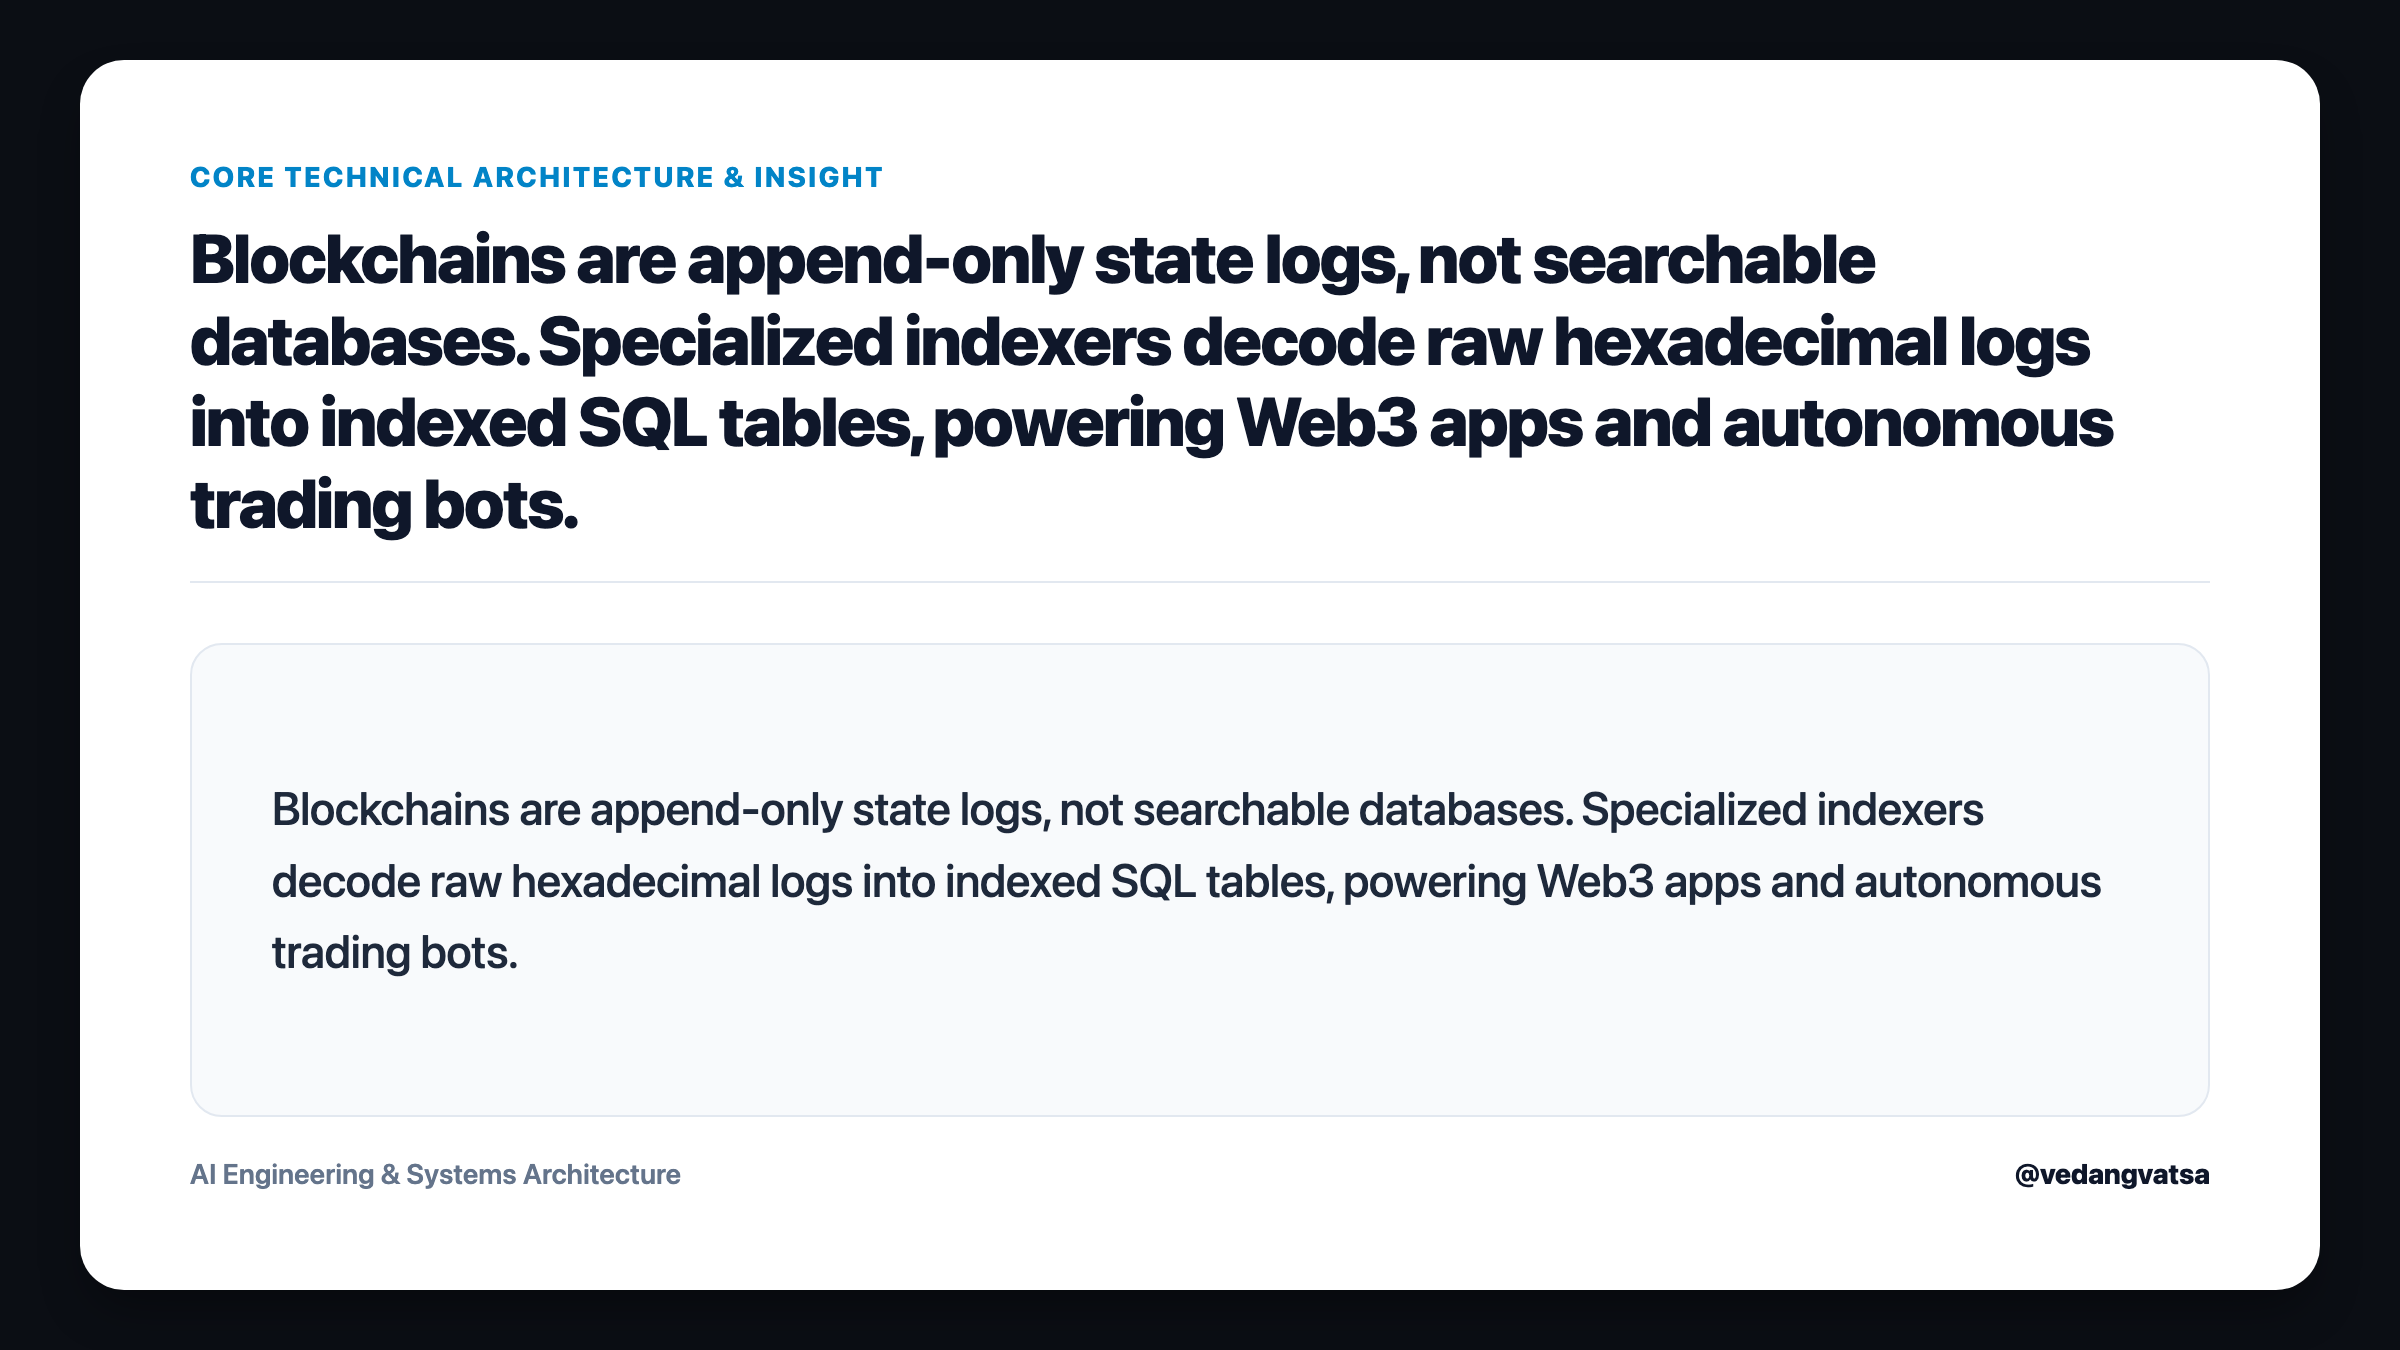 CORE TECHNICAL ARCHITECTURE & INSIGHT
Blockchains are append-only state logs, not searchable
databases. Specialized indexers decode raw hexadecimal logs
into indexed SQL tables, powering Web3 apps and autonomous
trading bots.
Blockchains are append-only state logs, not searchable databases. Specialized indexers
decode raw hexadecimal logs into indexed SQL tables, powering Web3 apps and autonomous
trading bots.
AI Engineering & Systems Architecture
@vedangvatsa